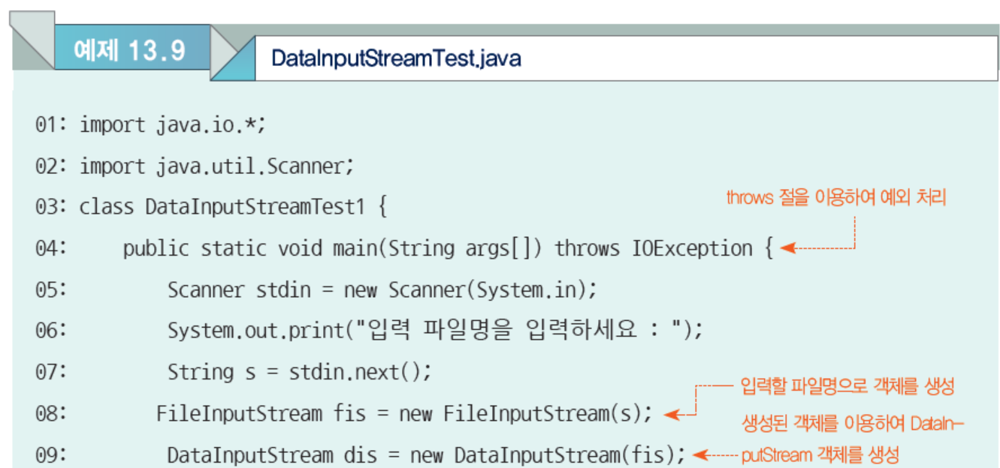 예제 13.9
DataInputStreamTest.java
01: import java.io.*;
02: import java.util.Scanner;
03: class DataInputStreamTest1 {
throws 절을 이용하여 예외 처리
04: public static void main(String args[]) throws IOException {
05: Scanner stdin = new Scanner(System.in);
06: System.out.print("입력 파일명을 입력하세요 : ");
07: String s = stdin.next();
입력할 파일명으로 객체를 생성
08: FileInputStream fis = new FileInputStream(s);
생성된 객체를 이용하여 DataIn-
09: DataInputStream dis = new DataInputStream(fis);
putStream 객체를 생성